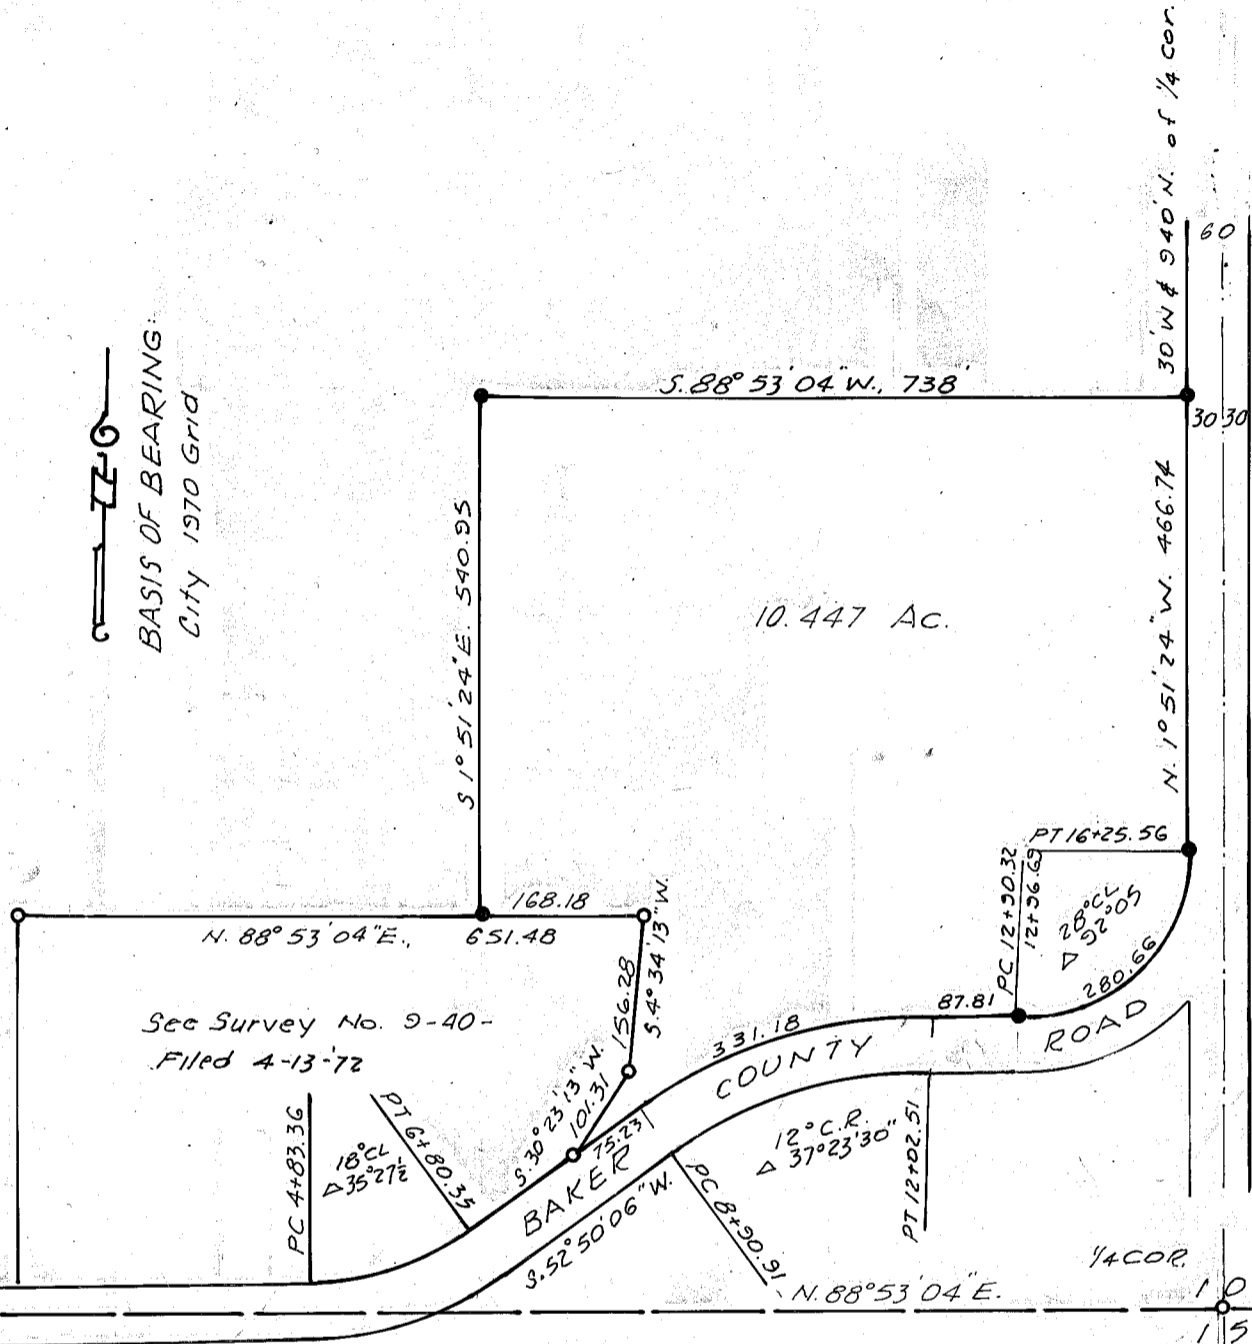 30' W & 940' N. of 1/4 Cor.
60
S. 88° 53' 04" W., 738'
30 30
BASIS OF BEARING:
City 1970 Grid
S 1° 51' 24" E. 540.95
N. 1° 51' 24" W. 466.74
10.447 Ac.
PT 16+25.56
PC 12+90.32
12+96.69
28° CL
△ 92° 05'
280.66
168.18
N. 88° 53' 04" E., 651.48
S. 4° 34' 13" W.
156.28
See Survey No. 9-40-
Filed 4-13-'72
S. 30° 23' 13" W.
101.31
75.23
331.18
87.81
BAKER COUNTY ROAD
PC 4+83.36
18° CL
△ 35° 27 1/2'
PT 6+80.35
S. 52° 50' 06" W.
PC 8+90.91
12° C.R.
△ 37° 23' 30"
PT 12+02.51
N. 88° 53' 04" E.
1/4 COR.
10
15